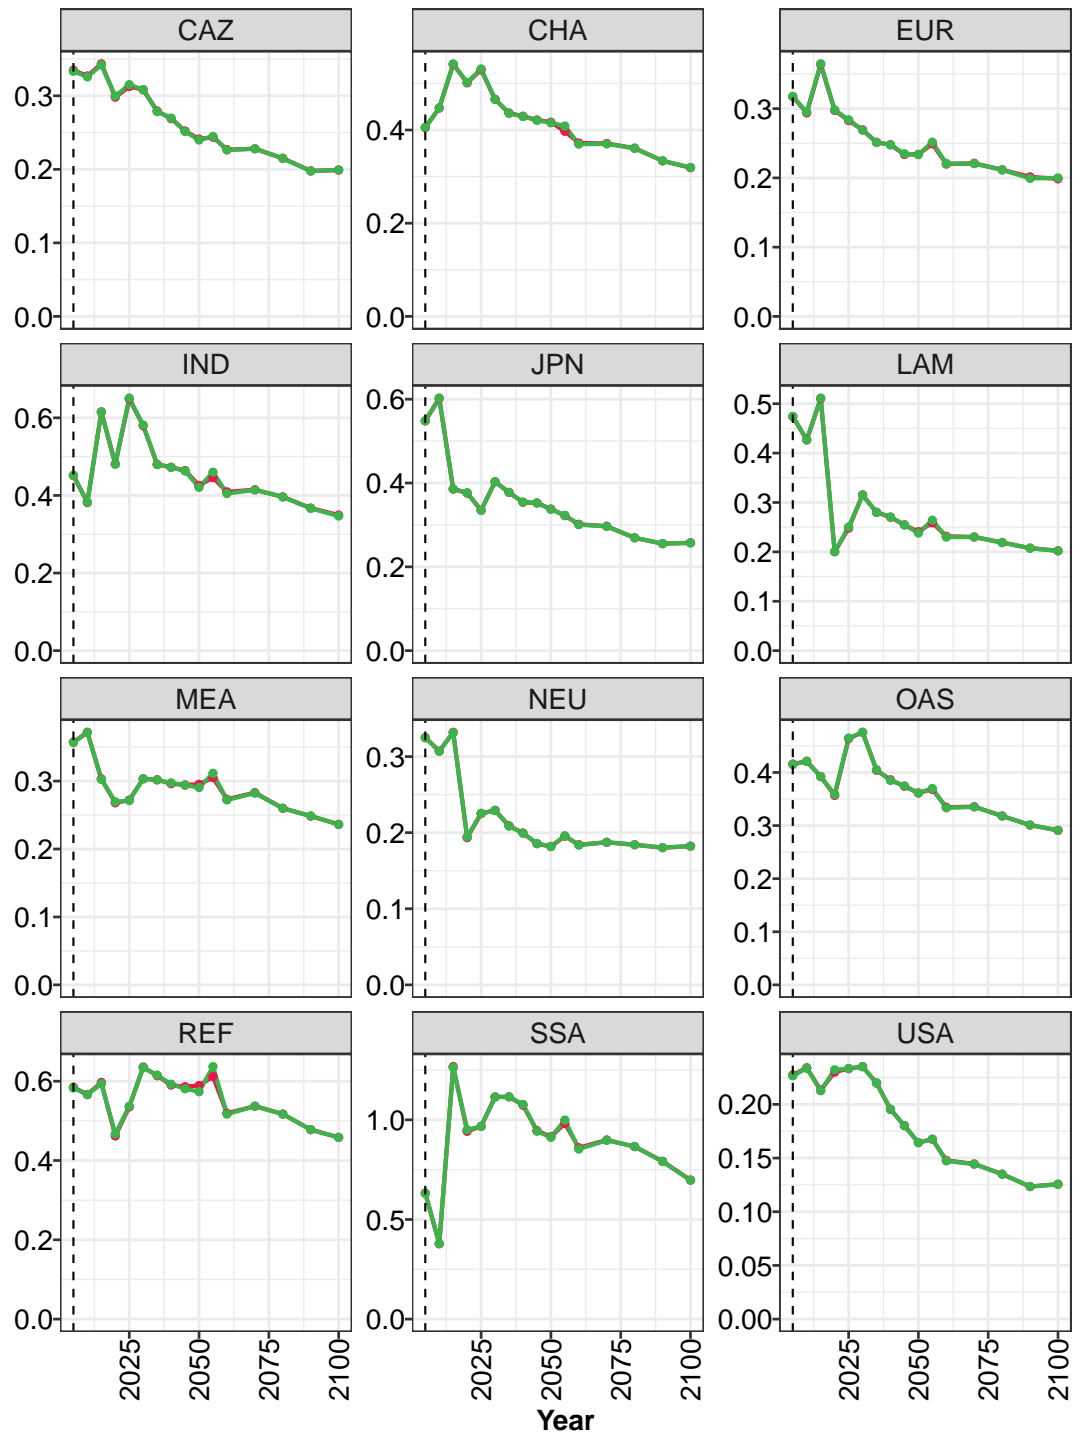 CAZ CHA EUR
0.3 0.4 0.3
0.2 0.2 0.2
0.1 0.1
0.0 0.0 0.0
IND JPN LAM
0.6 0.6 0.5
0.4 0.4 0.4
0.3
0.2 0.2 0.2
0.1
0.0 0.0 0.0
MEA NEU OAS
0.3 0.3 0.4
0.3
0.2 0.2 0.2
0.1 0.1 0.1
0.0 0.0 0.0
REF SSA USA
0.6 1.0 0.20
0.4 0.15
0.5 0.10
0.2 0.05
0.0 0.0 0.00
2025 2050 2075 2100 2025 2050 2075 2100 2025 2050 2075 2100
Year